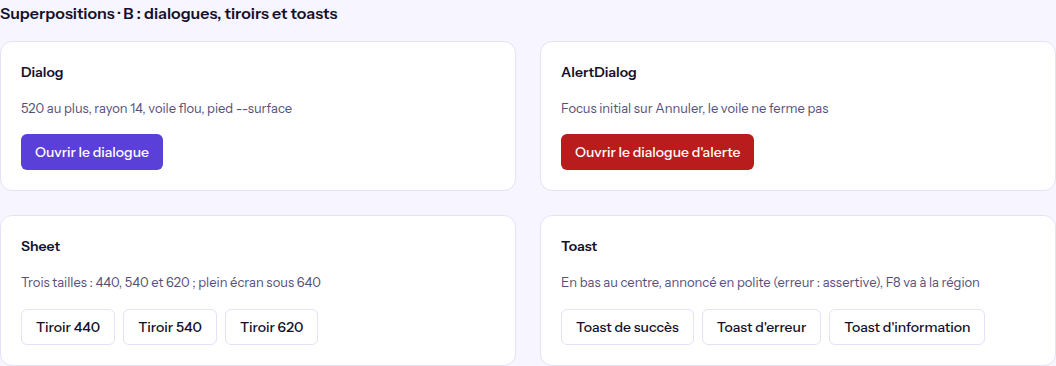 Superpositions · B : dialogues, tiroirs et toasts
Dialog
520 au plus, rayon 14, voile flou, pied --surface
Ouvrir le dialogue
AlertDialog
Focus initial sur Annuler, le voile ne ferme pas
Ouvrir le dialogue d'alerte
Sheet
Trois tailles : 440, 540 et 620 ; plein écran sous 640
Tiroir 440
Tiroir 540
Tiroir 620
Toast
En bas au centre, annoncé en polite (erreur : assertive), F8 va à la région
Toast de succès
Toast d'erreur
Toast d'information